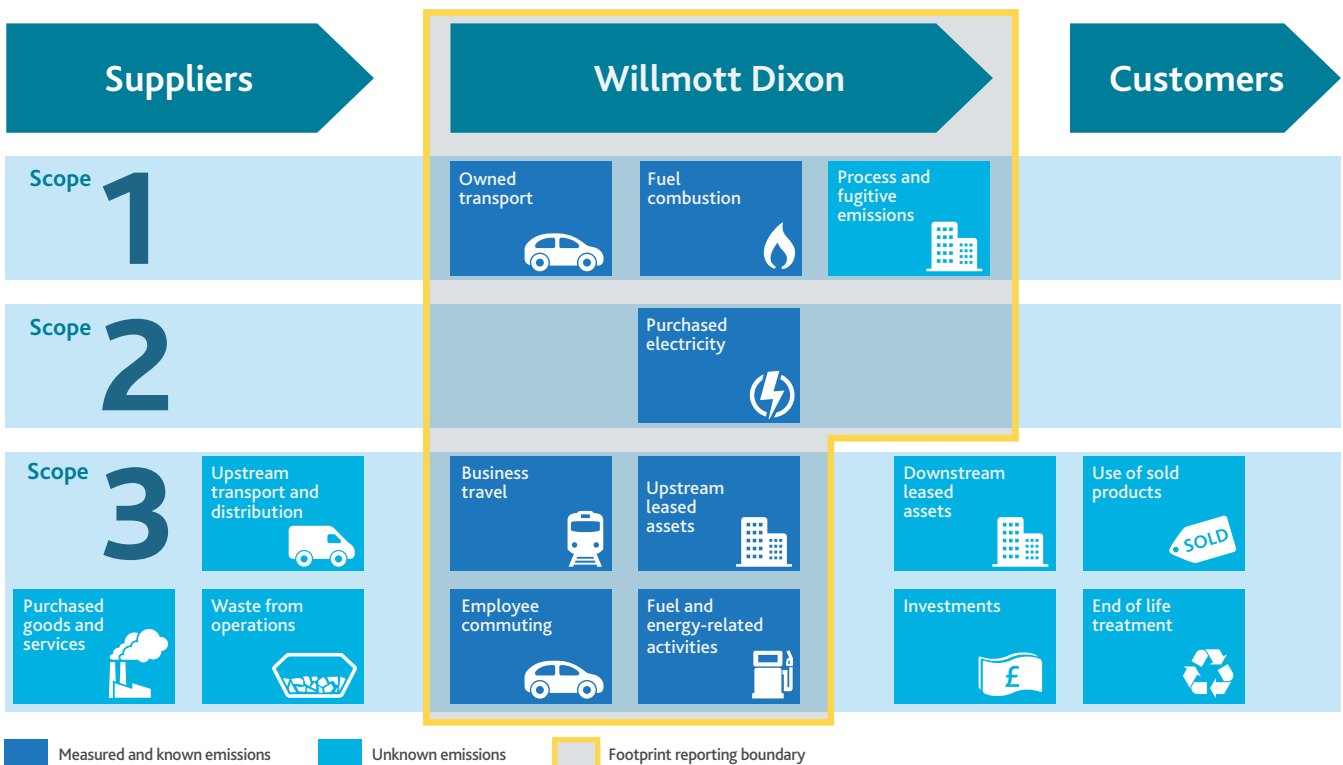 Suppliers
Willmott Dixon
Customers
Scope 1
Owned
transport
Fuel
combustion
Process and
fugitive
emissions
Scope 2
Purchased
electricity
Scope 3
Upstream
transport and
distribution
Business
travel
Upstream
leased
assets
Downstream
leased
assets
Use of sold
products
SOLD
Purchased
goods and
services
Waste from
operations
Employee
commuting
Fuel and
energy-related
activities
Investments
£
End of life
treatment
Measured and known emissions
Unknown emissions
Footprint reporting boundary